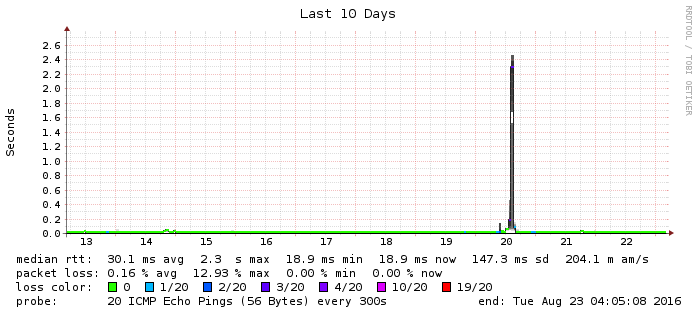 Last 10 Days
RRDTOOL / TOBI OETIKER
Seconds
2.6
2.4
2.2
2.0
1.8
1.6
1.4
1.2
1.0
0.8
0.6
0.4
0.2
0.0
13 14 15 16 17 18 19 20 21 22
median rtt: 30.1 ms avg 2.3 s max 18.9 ms min 18.9 ms now 147.3 ms sd 204.1 m am/s
packet loss: 0.16 % avg 12.93 % max 0.00 % min 0.00 % now
loss color: 0 1/20 2/20 3/20 4/20 10/20 19/20
probe: 20 ICMP Echo Pings (56 Bytes) every 300s end: Tue Aug 23 04:05:08 2016